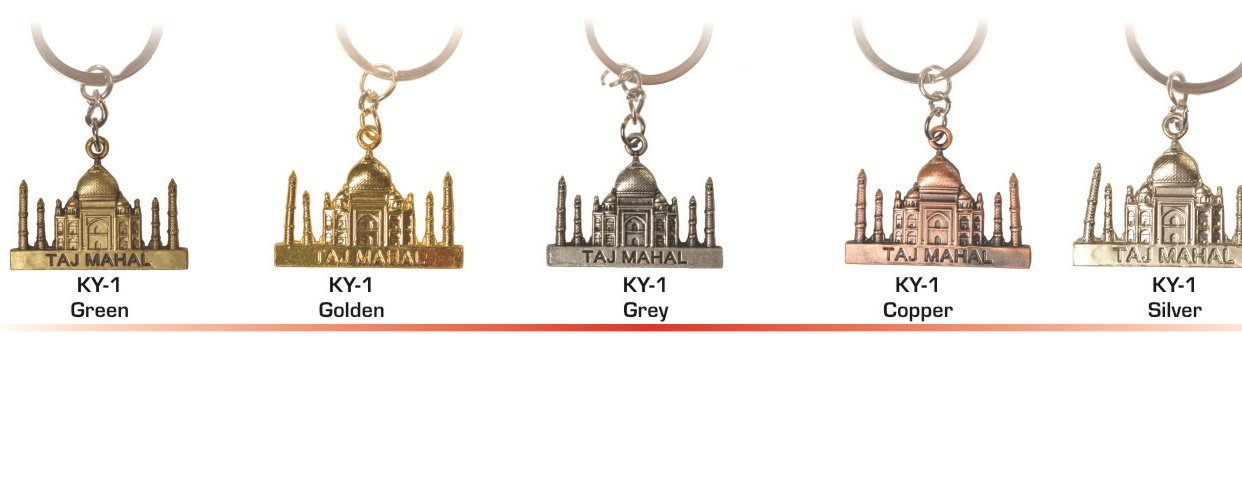 TAJ MAHAL
TAJ MAHAL
TAJ MAHAL
TAJ MAHAL
TAJ MAHAL
KY-1
Green
KY-1
Golden
KY-1
Grey
KY-1
Copper
KY-1
Silver